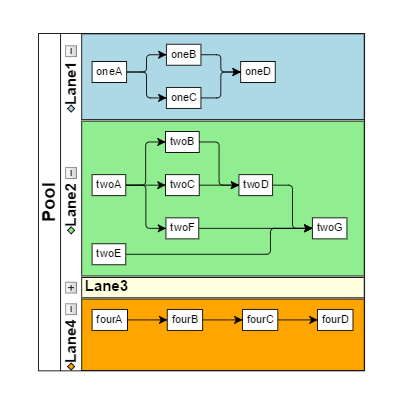 Pool
Lane1
oneA
oneB
oneC
oneD
Lane2
twoA
twoB
twoC
twoD
twoF
twoG
twoE
Lane3
Lane4
fourA
fourB
fourC
fourD